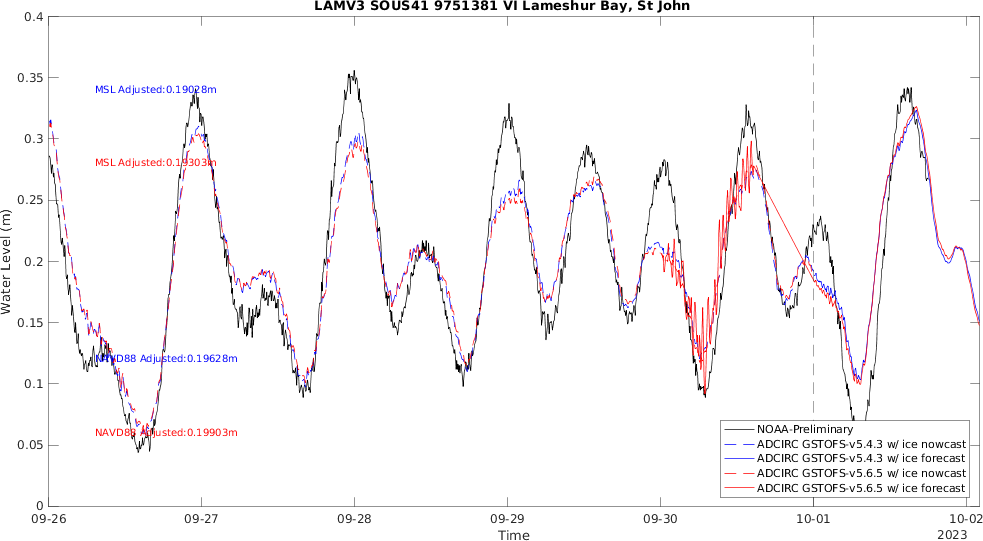 LAMV3 SOUS41 9751381 VI Lameshur Bay, St John
0.4
0.35
0.3
0.25
0.2
0.15
0.1
0.05
0
Water Level (m)
MSL Adjusted:0.19028m
MSL Adjusted:0.19303m
NAVD88 Adjusted:0.19628m
NAVD88 Adjusted:0.19903m
NOAA-Preliminary
ADCIRC GSTOFS-v5.4.3 w/ ice nowcast
ADCIRC GSTOFS-v5.4.3 w/ ice forecast
ADCIRC GSTOFS-v5.6.5 w/ ice nowcast
ADCIRC GSTOFS-v5.6.5 w/ ice forecast
09-26 09-27 09-28 09-29 09-30 10-01 10-02
Time
2023